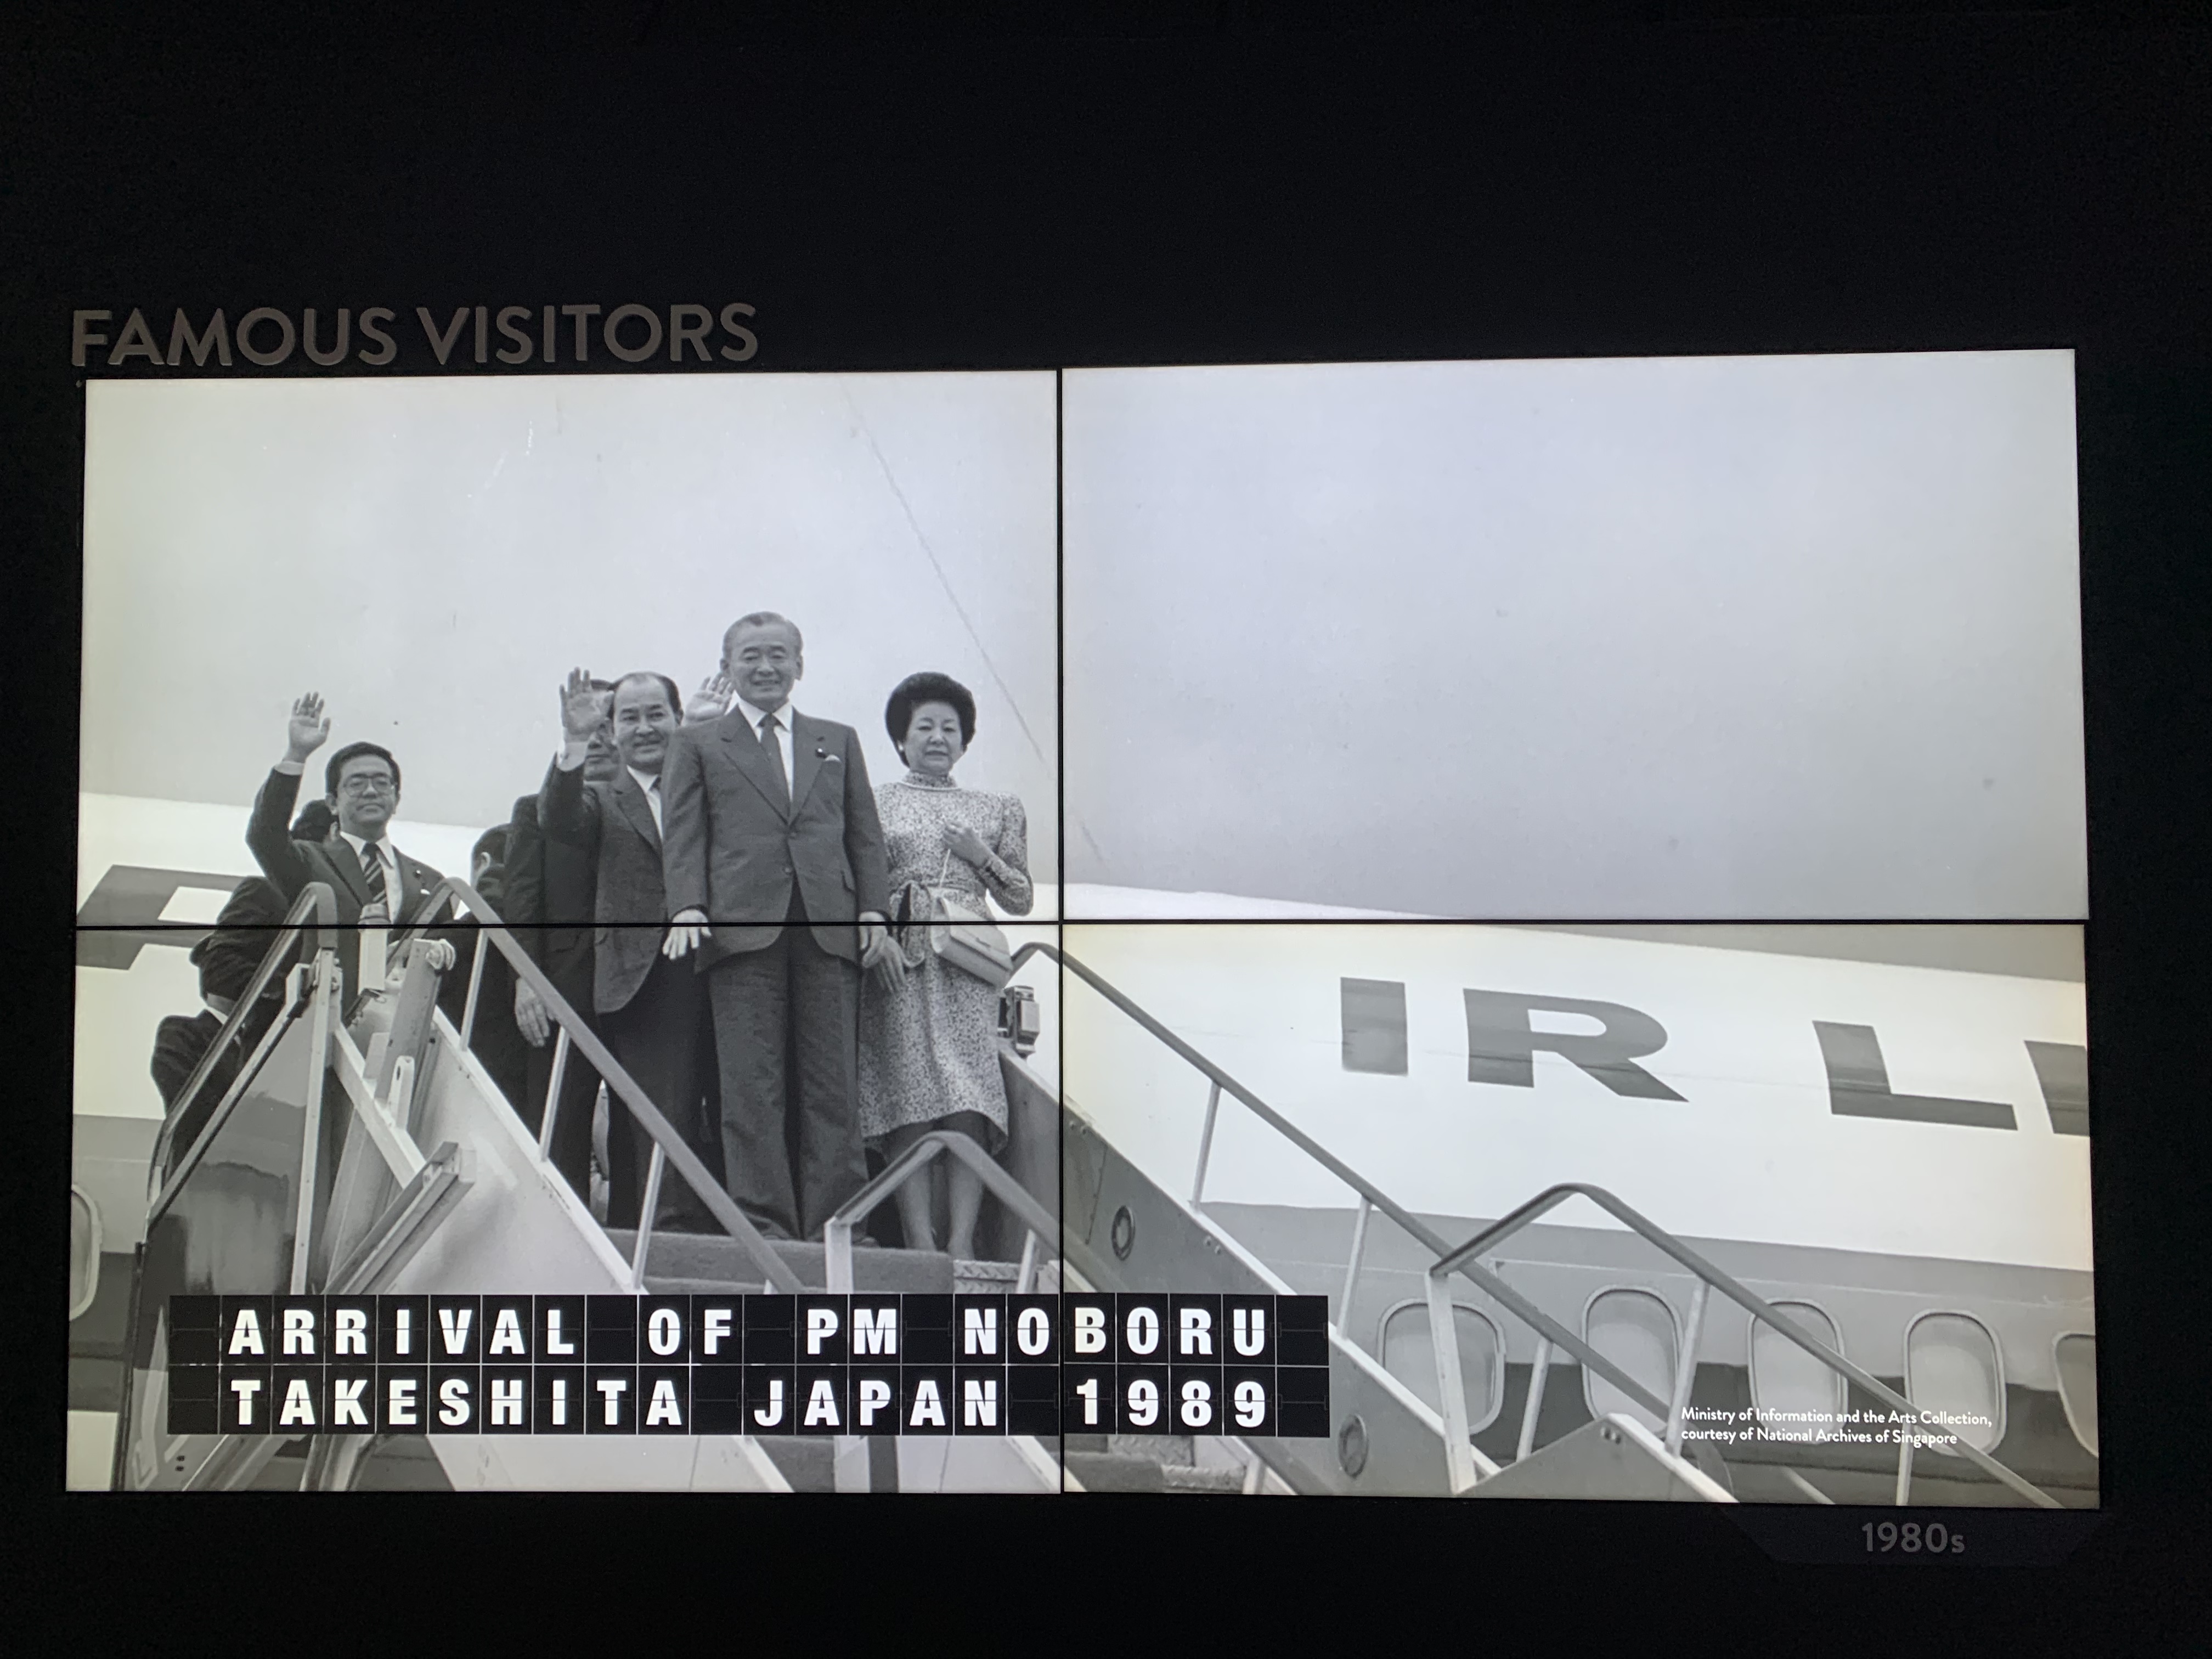 FAMOUS VISITORS
IR L
ARRIVAL OF PM NOBORU
TAKESHITA JAPAN 1989
Ministry of Information and the Arts Collection,
courtesy of National Archives of Singapore
1980s